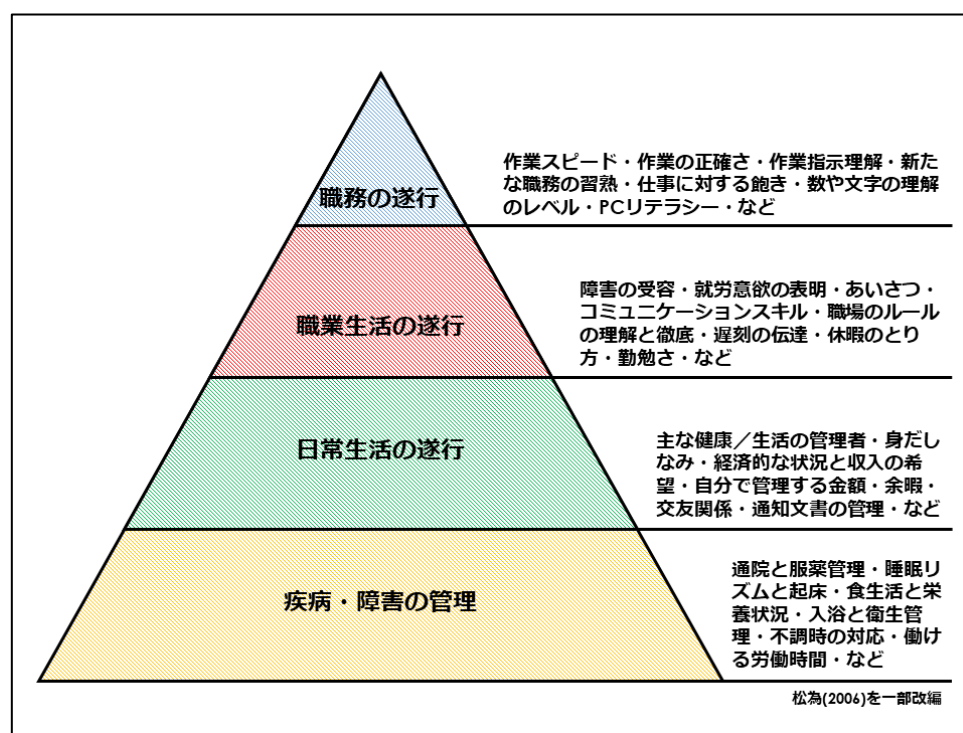 職務の遂行
作業スピード・作業の正確さ・作業指示理解・新た
な職務の習熟・仕事に対する飽き・数や文字の理解
のレベル・PCリテラシー・など
職業生活の遂行
障害の受容・就労意欲の表明・あいさつ・
コミュニケーションスキル・職場のルール
の理解と徹底・遅刻の伝達・休暇のとり
方・勤勉さ・など
日常生活の遂行
主な健康／生活の管理者・身だし
なみ・経済的な状況と収入の希
望・自分で管理する金額・余暇・
交友関係・通知文書の管理・など
疾病・障害の管理
通院と服薬管理・睡眠リ
ズムと起床・食生活と栄
養状況・入浴と衛生管
理・不調時の対応・働け
る労働時間・など
松為(2006)を一部改編